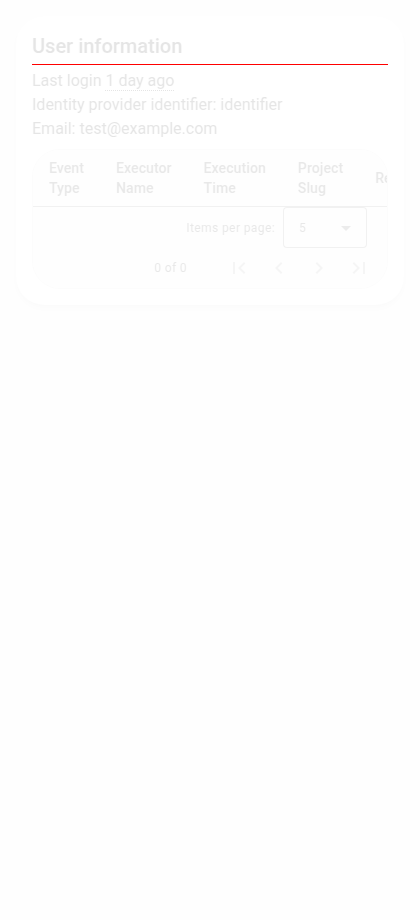 User information
Last login 1 day ago
Identity provider identifier: identifier
Email: test@example.com
Event Type Executor Name Execution Time Project Slug
Items per page: 5
0 of 0